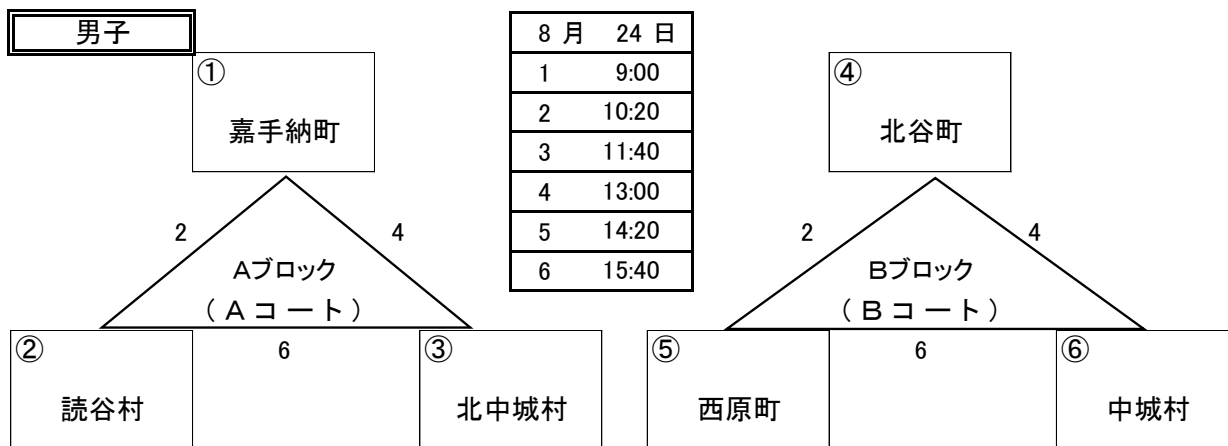 男子
8 月 24 日
1 9:00
2 10:20
3 11:40
4 13:00
5 14:20
6 15:40
①
嘉手納町
2
4
Aブロック
(Aコート)
②
読谷村
6
③
北中城村
④
北谷町
2
4
Bブロック
(Bコート)
⑤
西原町
6
⑥
中城村